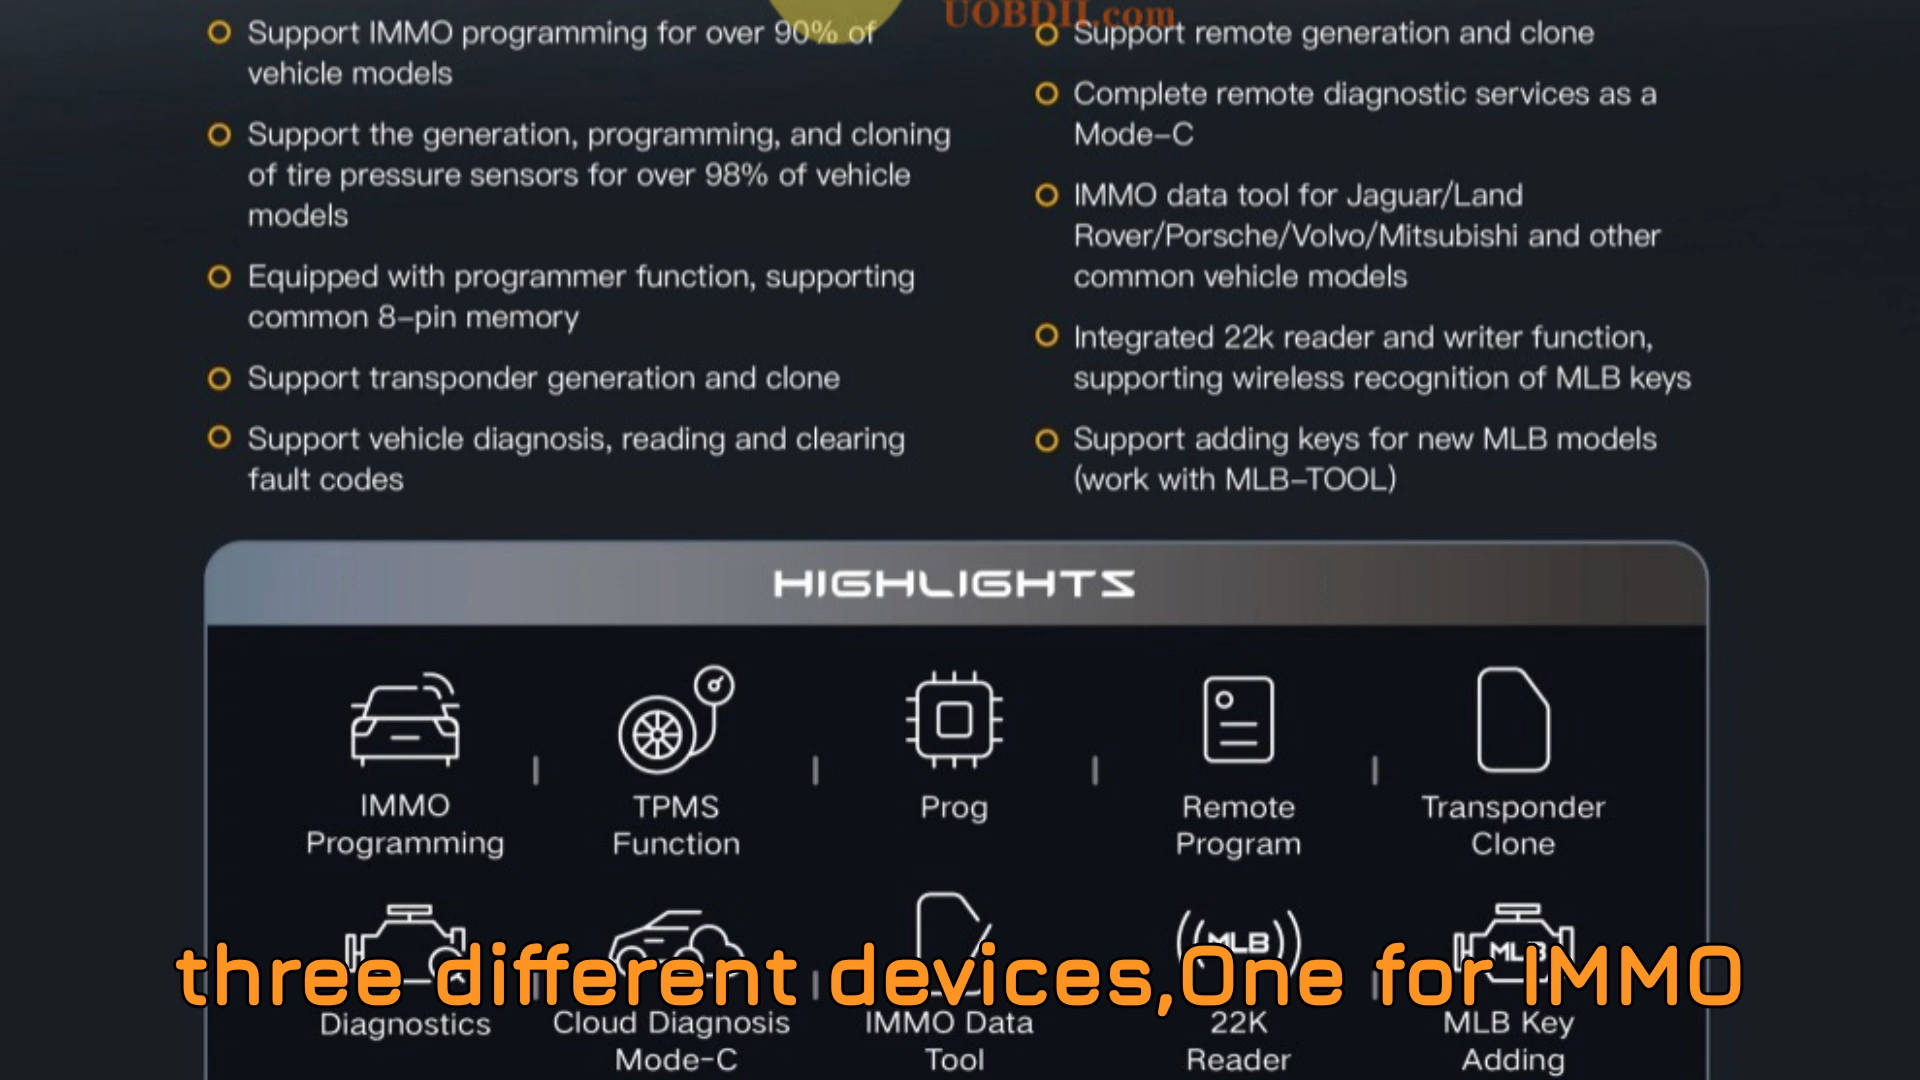 UOBDII.com
Support IMMO programming for over 90% of
vehicle models
Support the generation, programming, and cloning
of tire pressure sensors for over 98% of vehicle
models
Equipped with programmer function, supporting
common 8-pin memory
Support transponder generation and clone
Support vehicle diagnosis, reading and clearing
fault codes
Support remote generation and clone
Complete remote diagnostic services as a
Mode-C
IMMO data tool for Jaguar/Land
Rover/Porsche/Volvo/Mitsubishi and other
common vehicle models
Integrated 22k reader and writer function,
supporting wireless recognition of MLB keys
Support adding keys for new MLB models
(work with MLB-TOOL)
HIGHLIGHTS
IMMO
Programming
TPMS
Function
Prog
Remote
Program
Transponder
Clone
MLB
MLB
three different devices,One for IMMO
Diagnostics
Cloud Diagnosis
Mode-C
IMMO Data
Tool
22K
Reader
MLB Key
Adding